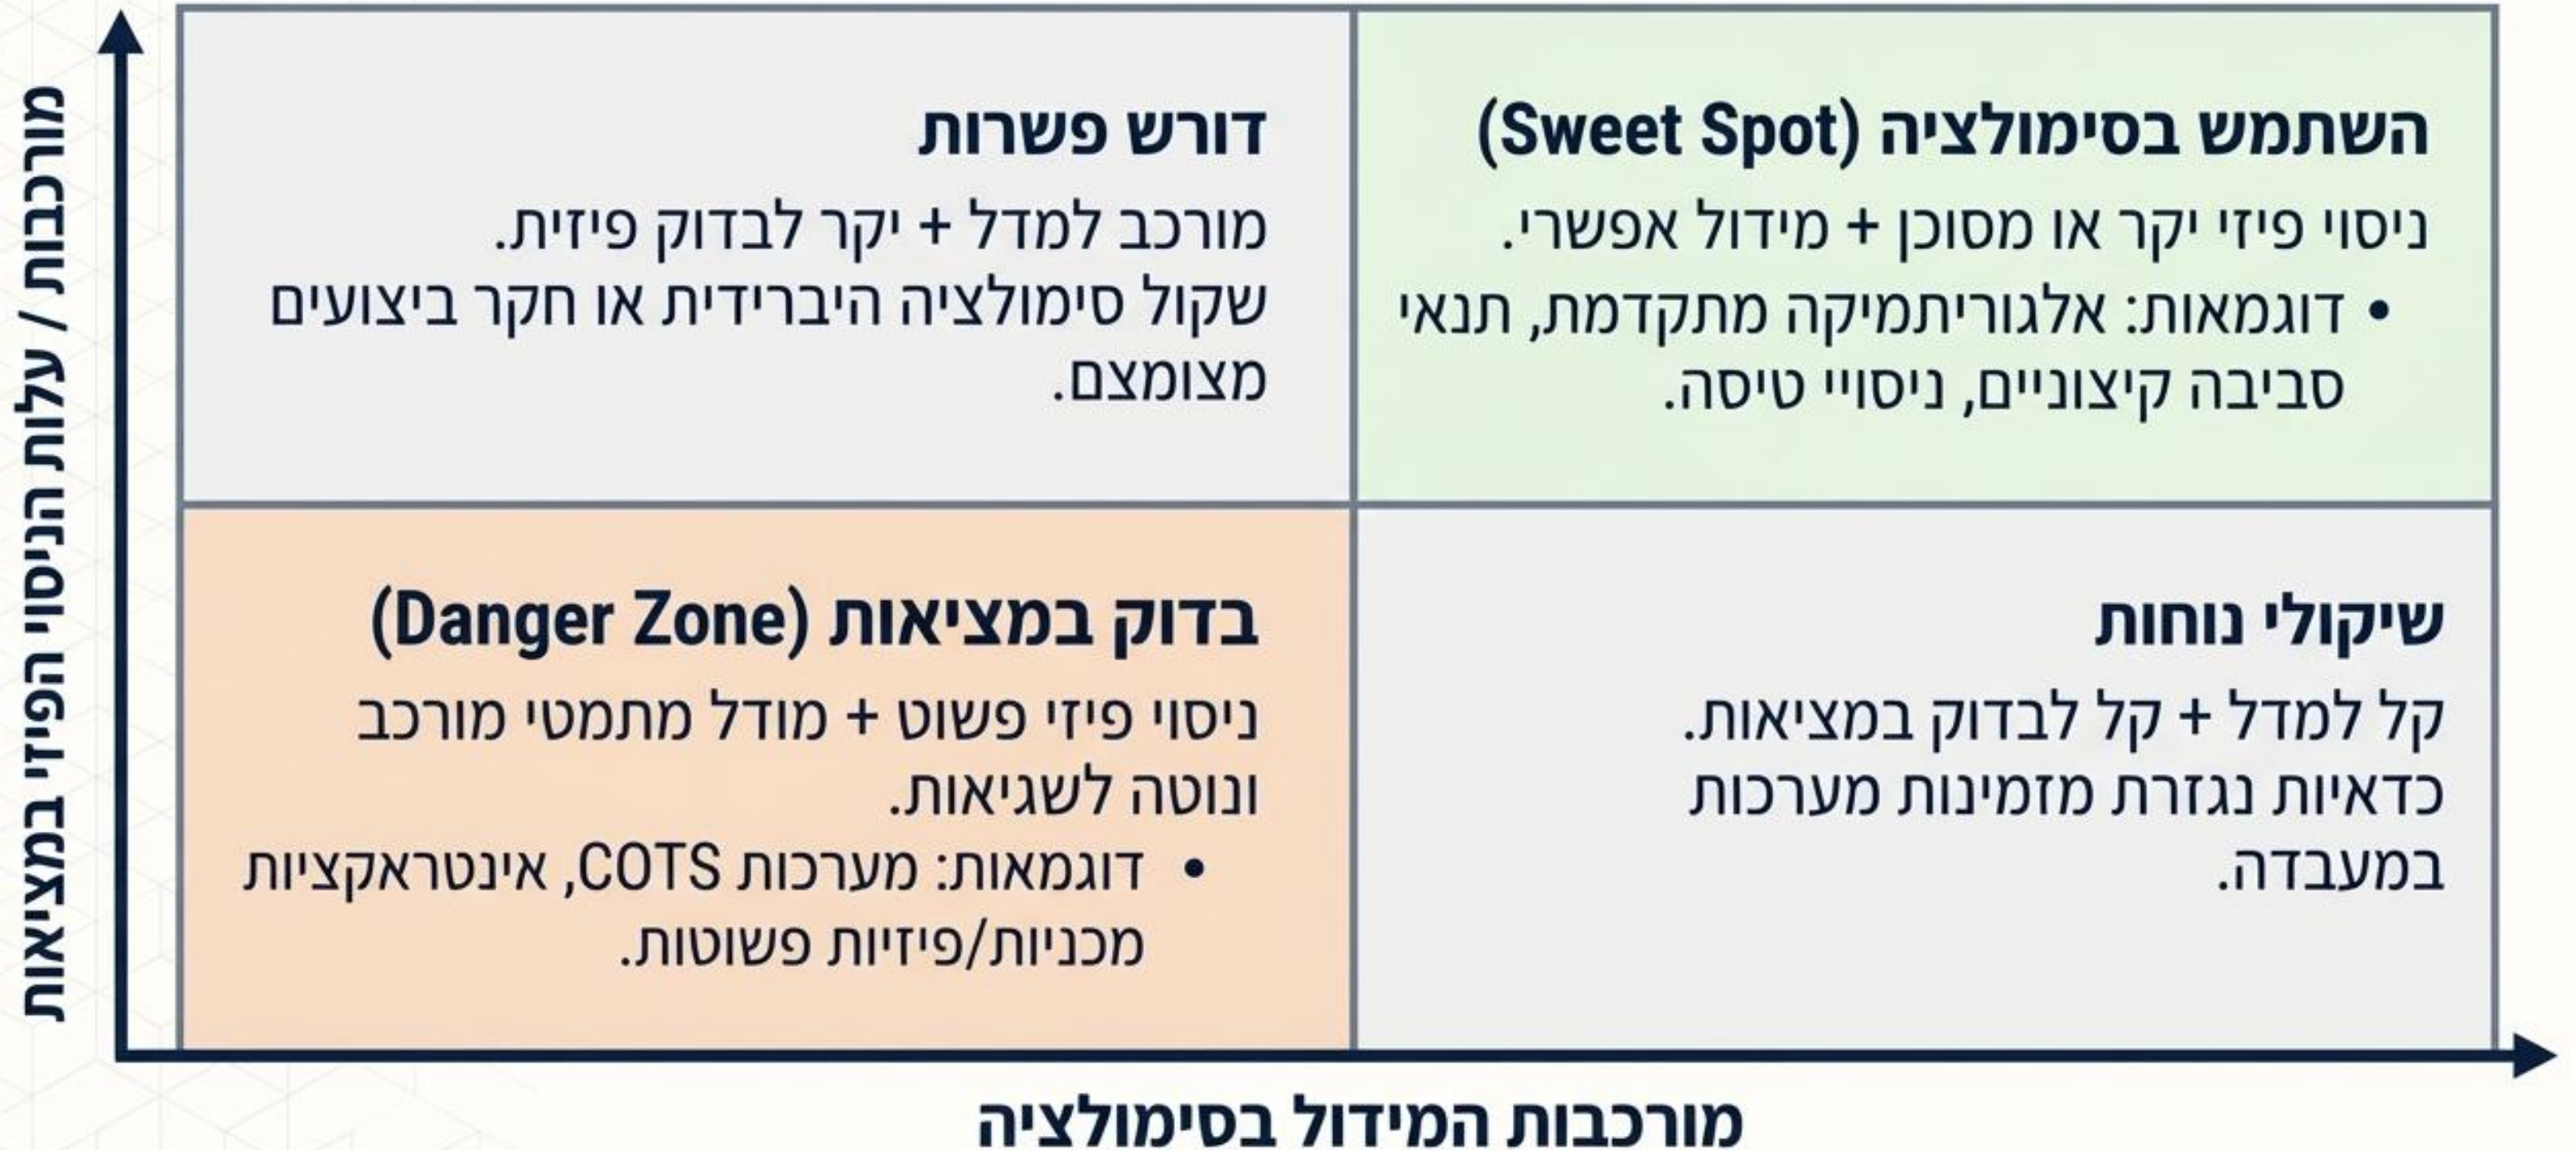 מורכבות / עלות הניסוי הפיזי במציאות
השתמש בסימולציה (Sweet Spot)
ניסוי פיזי יקר או מסוכן + מידול אפשרי.
• דוגמאות: אלגוריתמיקה מתקדמת, תנאי
סביבה קיצוניים, ניסויי טיסה.
דורש פשרות
מורכב למדל + יקר לבדוק פיזית.
שקול סימולציה היברידית או חקר ביצועים
מצומצם.
שיקולי נוחות
קל למדל + קל לבדוק במציאות.
כדאיות נגזרת מזמינות מערכות
במעבדה.
בדוק במציאות (Danger Zone)
ניסוי פיזי פשוט + מודל מתמטי מורכב
ונוטה לשגיאות.
• דוגמאות: מערכות COTS, אינטראקציות
מכניות/פיזיות פשוטות.
מורכבות המידול בסימולציה